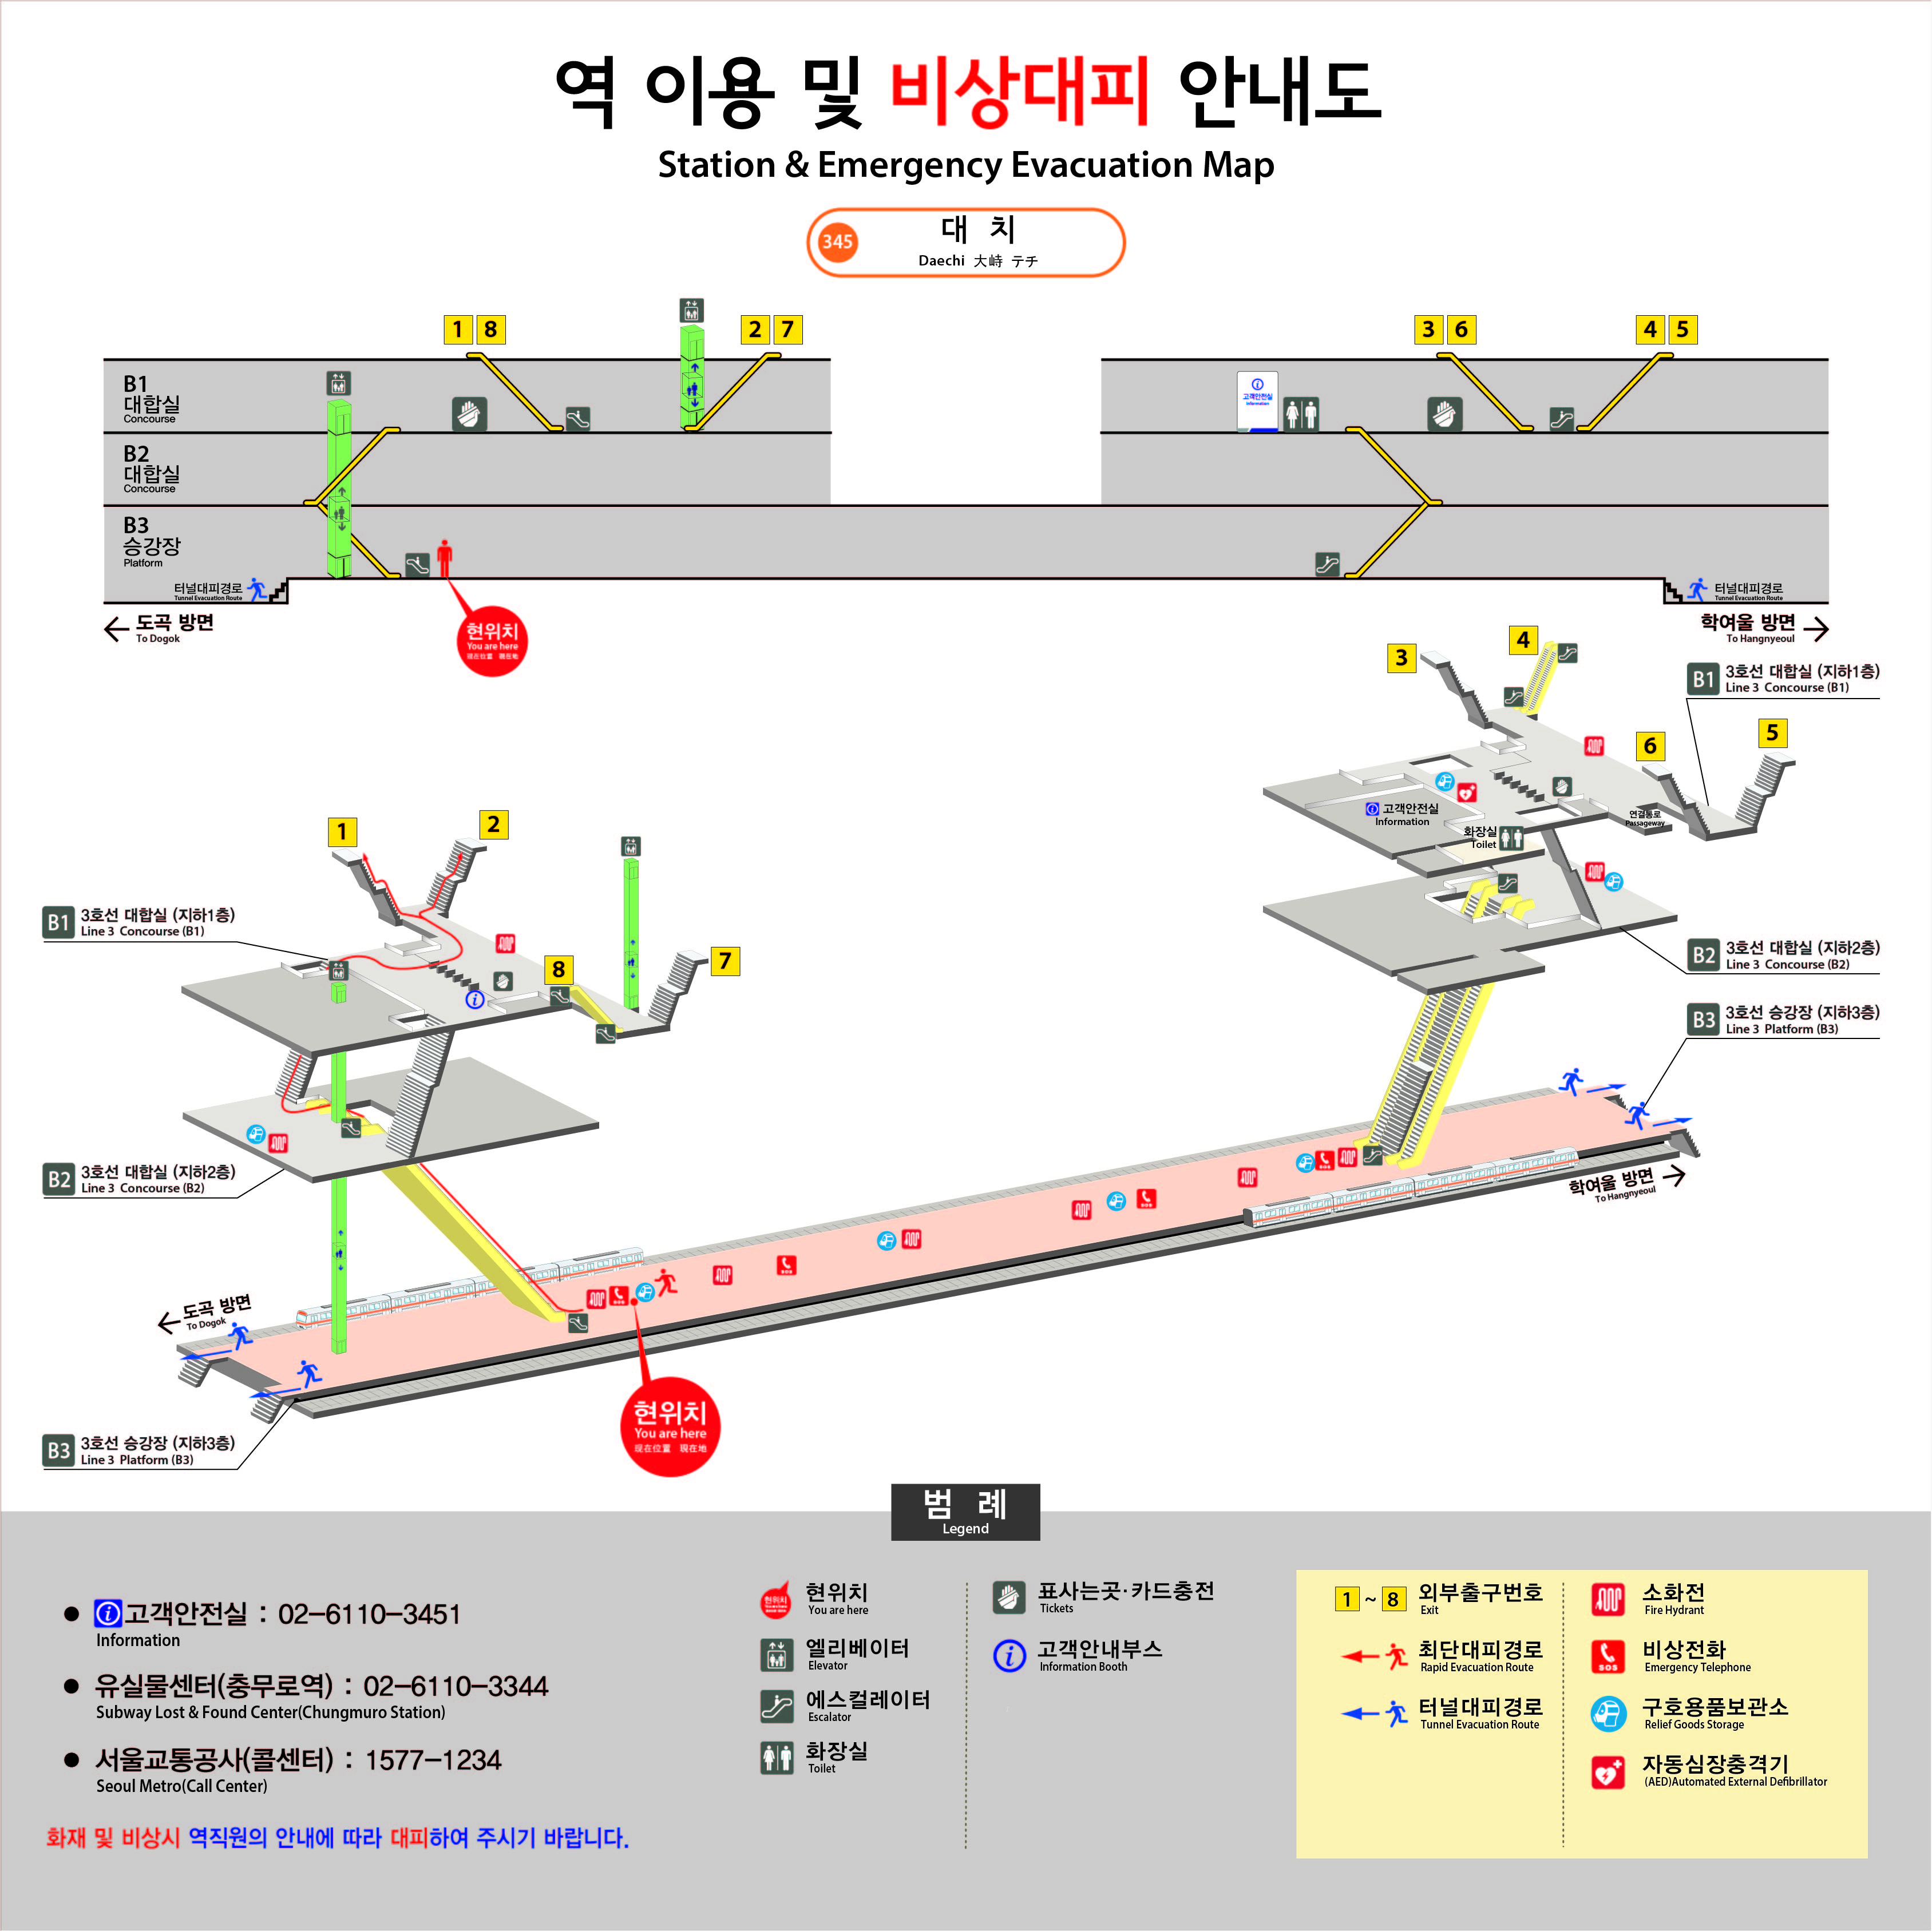 역 이용 및 비상대피 안내도
Station & Emergency Evacuation Map
345
대 치
Daechi 大峙 テチ
1 8
2 7
3 6
4 5
B1
대합실
Concourse
고객안전실
Information
B2
대합실
Concourse
B3
승강장
Platform
터널대피경로
Tunnel Evacuation Route
터널대피경로
Tunnel Evacuation Route
도곡 방면
To Dogok
현위치
You are here
现在位置 現在地
학여울 방면
To Hangnyeoul
3
4
B1 3호선 대합실 (지하1층)
Line 3 Concourse (B1)
6
5
고객안전실
Information
연결통로
Passageway
화장실
Toilet
1
2
B1 3호선 대합실 (지하1층)
Line 3 Concourse (B1)
8
7
B2 3호선 대합실 (지하2층)
Line 3 Concourse (B2)
B3 3호선 승강장 (지하3층)
Line 3 Platform (B3)
B2 3호선 대합실 (지하2층)
Line 3 Concourse (B2)
학여울 방면
To Hangnyeoul
SOS
SOS
SOS
SOS
도곡 방면
To Dogok
현위치
You are here
现在位置 現在地
B3 3호선 승강장 (지하3층)
Line 3 Platform (B3)
범 례
Legend
고객안전실 : 02-6110-3451
Information
유실물센터(충무로역) : 02-6110-3344
Subway Lost & Found Center(Chungmuro Station)
서울교통공사(콜센터) : 1577-1234
Seoul Metro(Call Center)
화재 및 비상시 역직원의 안내에 따라 대피하여 주시기 바랍니다.
현위치
현위치
You are here
엘리베이터
Elevator
에스컬레이터
Escalator
화장실
Toilet
표사는곳·카드충전
Tickets
고객안내부스
Information Booth
1 ~ 8 외부출구번호
Exit
최단대피경로
Rapid Evacuation Route
터널대피경로
Tunnel Evacuation Route
소화전
Fire Hydrant
SOS
비상전화
Emergency Telephone
구호용품보관소
Relief Goods Storage
자동심장충격기
(AED)Automated External Defibrillator